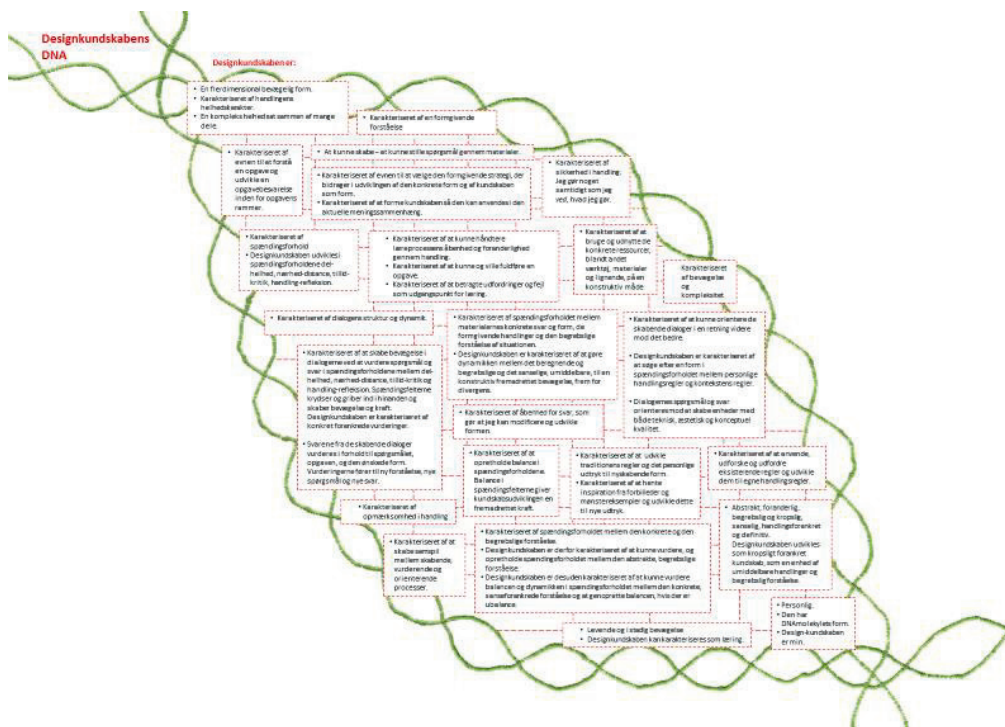 Designkundskabens
DNA
Designkundskaben er:
• En flerdimensional bevægelig form.
• Karakteriseret af handlingens
helhedskarakter.
• En kompleks helhed sat sammen af mange
dele.
• Karakteriseret af en formgivende
forståelse
• Karakteriseret af
evnen til at forstå
en opgave og
udvikle en
opgavebesvarelse
inden for opgavens
rammer.
• At kunne skabe – at kunne stille spørgsmål gennem materialer.
• Karakteriseret af evnen til at vælge den formgivende strategi, der
bidrager i udviklingen af den konkrete form og af kundskaben
som form.
• Karakteriseret af at forme kundskaben så den kan anvendes i den
aktuelle meningssammenhæng.
• Karakteriseret af
sikkerhed i handling.
Jeg gør noget
samtidigt som jeg
ved, hvad jeg gør.
• Karakteriseret af
spændingsforhold
• Designkundskaben udvikles i
spændingsforholdene del-
helhed, nærhed-distance, tillid-
kritik, handling-refleksion.
• Karakteriseret af at kunne håndtere
læreprocessens åbenhed og foranderlighed
gennem handling.
• Karakteriseret af at kunne og ville fuldføre en
opgave.
• Karakteriseret af at betragte udfordringer og fejl
som udgangspunkt for læring.
• Karakteriseret af at
bruge og udnytte de
konkrete ressourcer,
blandt andet
værktøj, materialer
og lignende, på en
konstruktiv måde
Karakteriseret
af bevægelse
og
kompleksitet.
• Karakteriseret af dialogens struktur og dynamik.
• Karakteriseret af spændingsforholdet mellem
materialernes konkrete svar og form, de
formgivende handlinger og den begrebslige
forståelse af situationen.
• Designkundskaben er karakteriseret af at gøre
dynamikken mellem det beregnende og
begrebslige og det sanselige, umiddelbare, til en
konstruktiv fremadrettet bevægelse, frem for
divergens.
• Karakteriseret af at kunne orientere de
skabende dialoger i en retning videre
mod det bedre.
• Designkundskaben er karakteriseret af
at søge efter en form i
spændingsforholdet mellem personlige
handlingsregler og kontekstens regler.
• Dialogernes spørgsmål og svar
orienteres mod at skabe enheder med
både teknisk, æstetisk og konceptuel
kvalitet.
• Karakteriseret af at skabe bevægelse i
dialogerne ved at vurdere spørgsmål og
svar i spændingsforholdene mellem del-
helhed, nærhed-distance, tillid-kritik og
handling-refleksion. Spændingsfelterne
krydser og griber ind i hinanden og
skaber bevægelse og kraft.
Designkundskaben er karakteriseret af
konkret forankrede vurderinger.
• Svarene fra de skabende dialoger
vurderes i forhold til spørgsmålet,
opgaven, og den ønskede form.
Vurderingerne fører til ny forståelse, nye
spørgsmål og nye svar.
• Karakteriseret af åbenhed for svar, som
gør at jeg kan modificere og udvikle
formen.
• Karakteriseret af at
opretholde balance i
spændingsforholdene.
Balance i
spændingsfelterne giver
kundskabsudviklingen en
fremadrettet kraft.
• Karakteriseret af at udvikle
traditionens regler og det personlige
udtryk til nyskabende form.
• Karakteriseret af at hente
inspiration fra forbilleder og
mønstereksempler og udvikle dette
til nye udtryk.
• Karakteriseret af at anvende,
udforske og udfordre
eksisterende regler og udvikle
dem til egne handlingsregler.
• Karakteriseret af
opmærksomhed i handling
• Abstrakt, foranderlig,
begrebslig og kropslig,
sanselig, handlingsforankret
og definitiv.
Designkundskaben udvikles
som kropsligt forankret
kundskab, som en enhed af
umiddelbare handlinger og
begrebslig forståelse.
• Karakteriseret af at
skabe samspil
mellem skabende,
vurderende og
orienterende
processer.
• Karakteriseret af spændingsforholdet mellem den konkrete og den
begrebslige forståelse.
• Designkundskaben er derfor karakteriseret af at kunne vurdere, og
opretholde spændingsforholdet mellem den abstrakte, begrebslige
forståelse.
• Designkundskaben er desuden karakteriseret af at kunne vurdere
balancen og dynamikken i spændingsforholdet mellem den konkrete,
sanseforankrede forståelse og at genoprette balancen, hvis der er
ubalance.
• Personlig.
• Den har
DNAmolekylets form.
• Design-kundskaben
er min.
• Levende og i stadig bevægelse
• Designkundskaben kan karakteriseres som læring.